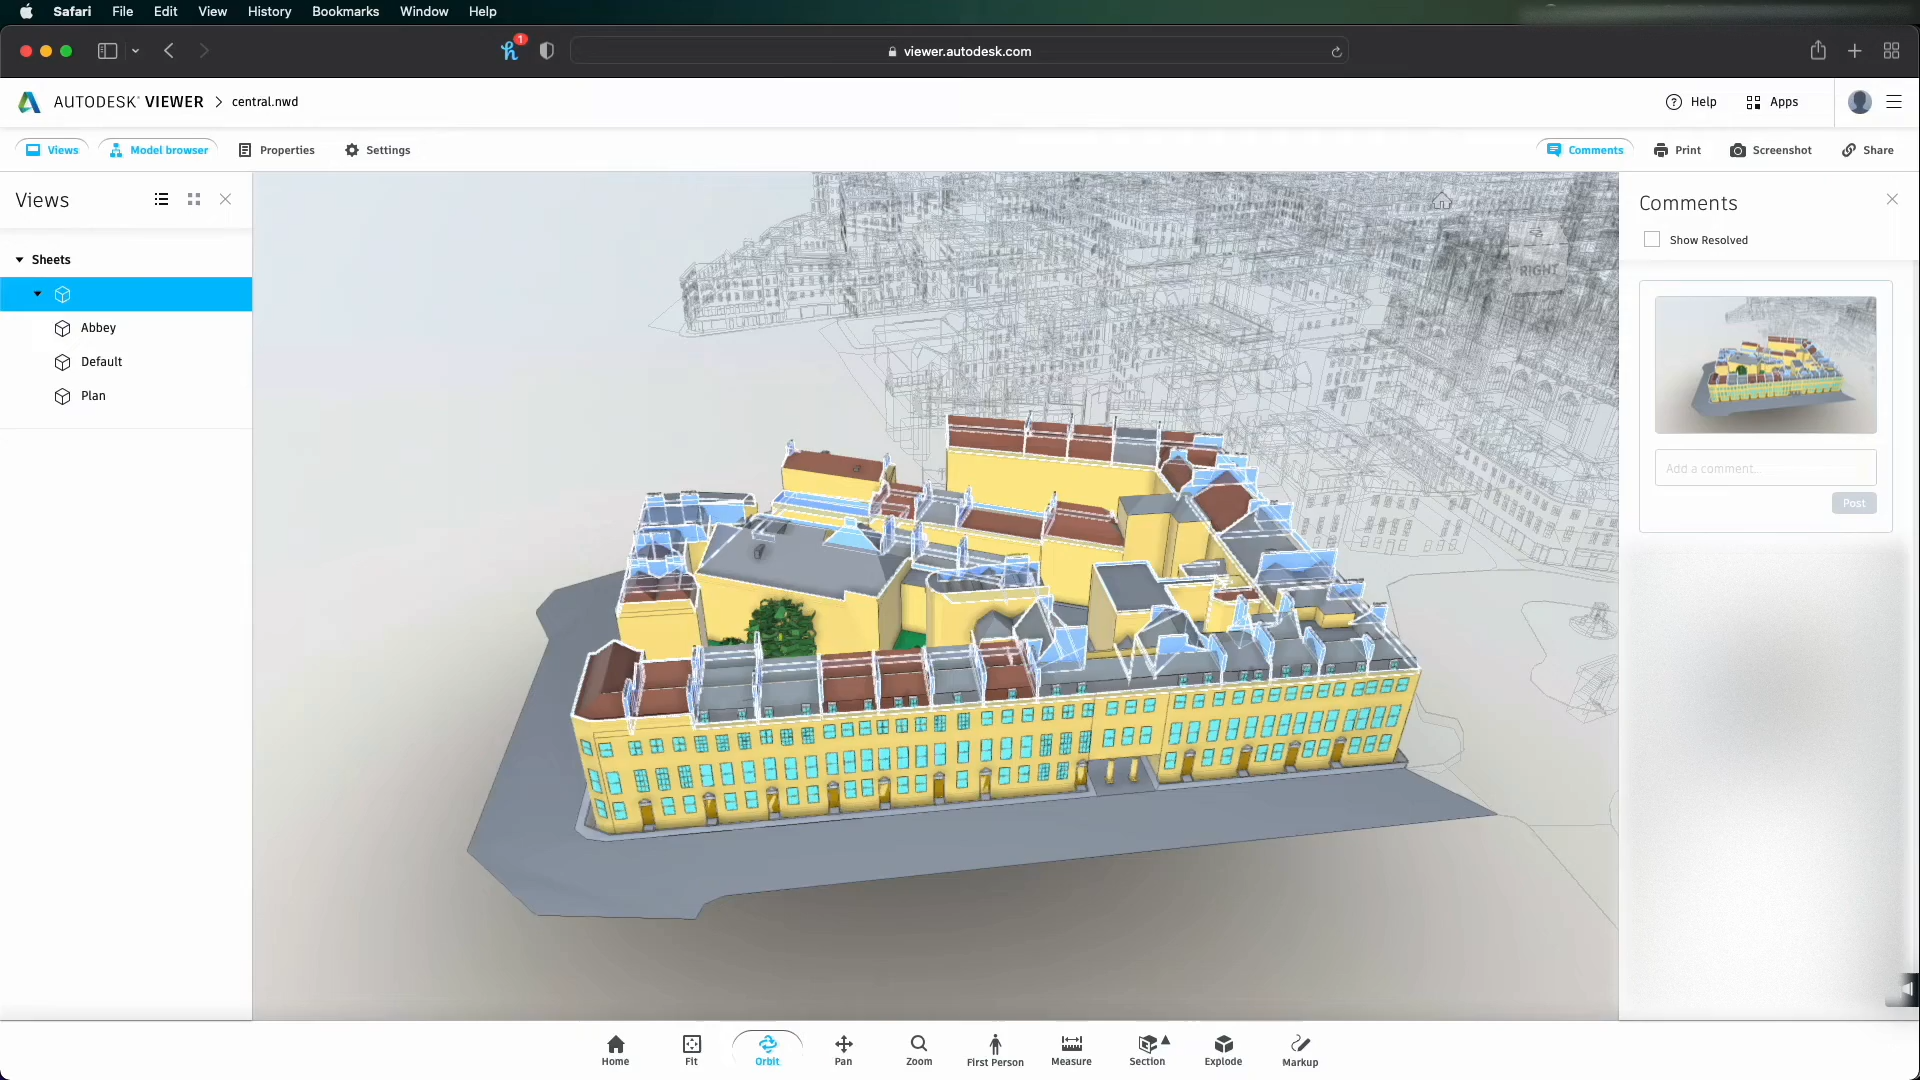 Safari File Edit View History Bookmarks Window Help
1
viewer.autodesk.com
AUTODESK VIEWER > central.nwd
Help Apps
Views Model browser Properties Settings
Comments Print Screenshot Share
Views
Sheets
Abbey
Default
Plan
RIGHT
Comments
Show Resolved
Add a comment...
Post
Home Fit Orbit Pan Zoom First Person Measure Section Explode Markup